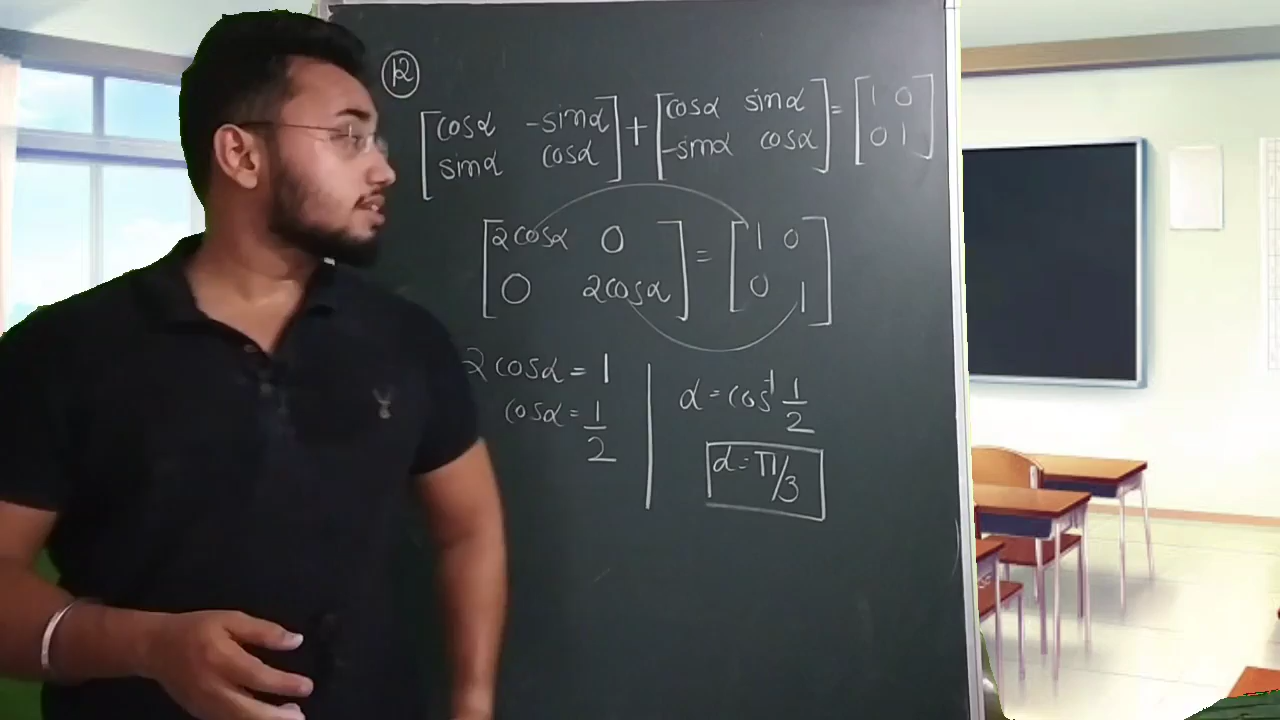 12
[cosα -sinα] + [cosα sinα] = [1 0]
[sinα cosα] [-sinα cosα] [0 1]
[2cosα 0] = [1 0]
[0 2cosα] [0 1]
2cosα = 1
cosα = 1/2
α = cos⁻¹ 1/2
α = π/3